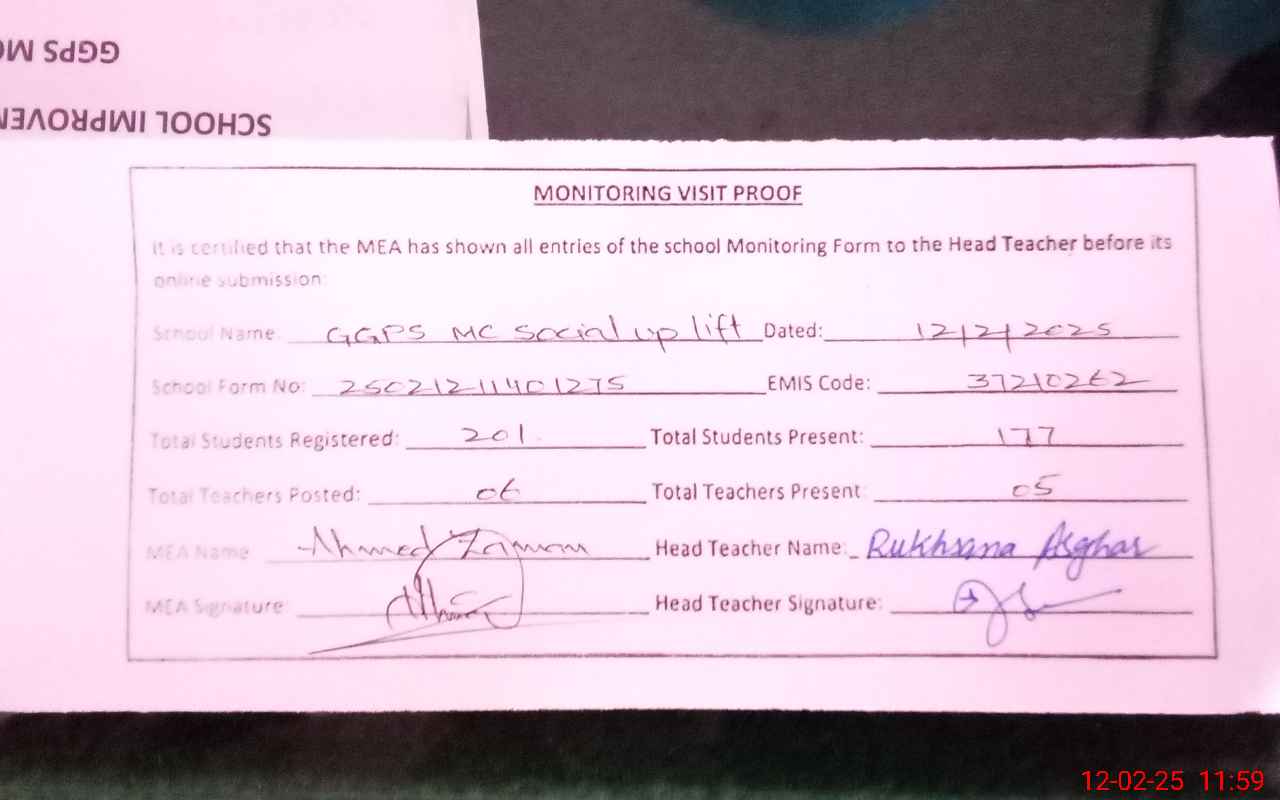 GGPS MO
SCHOOL IMPROVEM
MONITORING VISIT PROOF
It is certified that the MEA has shown all entries of the school Monitoring Form to the Head Teacher before its
online submission:
School Name: GGPS MC Social up lift Dated: 12/2/2025
School Form No: 25021211401275 EMIS Code: 37210262
Total Students Registered: 201 Total Students Present: 177
Total Teachers Posted: 06 Total Teachers Present: 05
MEA Name Ahmed Zaman Head Teacher Name: Rukhsana Asghar
MEA Signature: Head Teacher Signature:
12-02-25 11:59